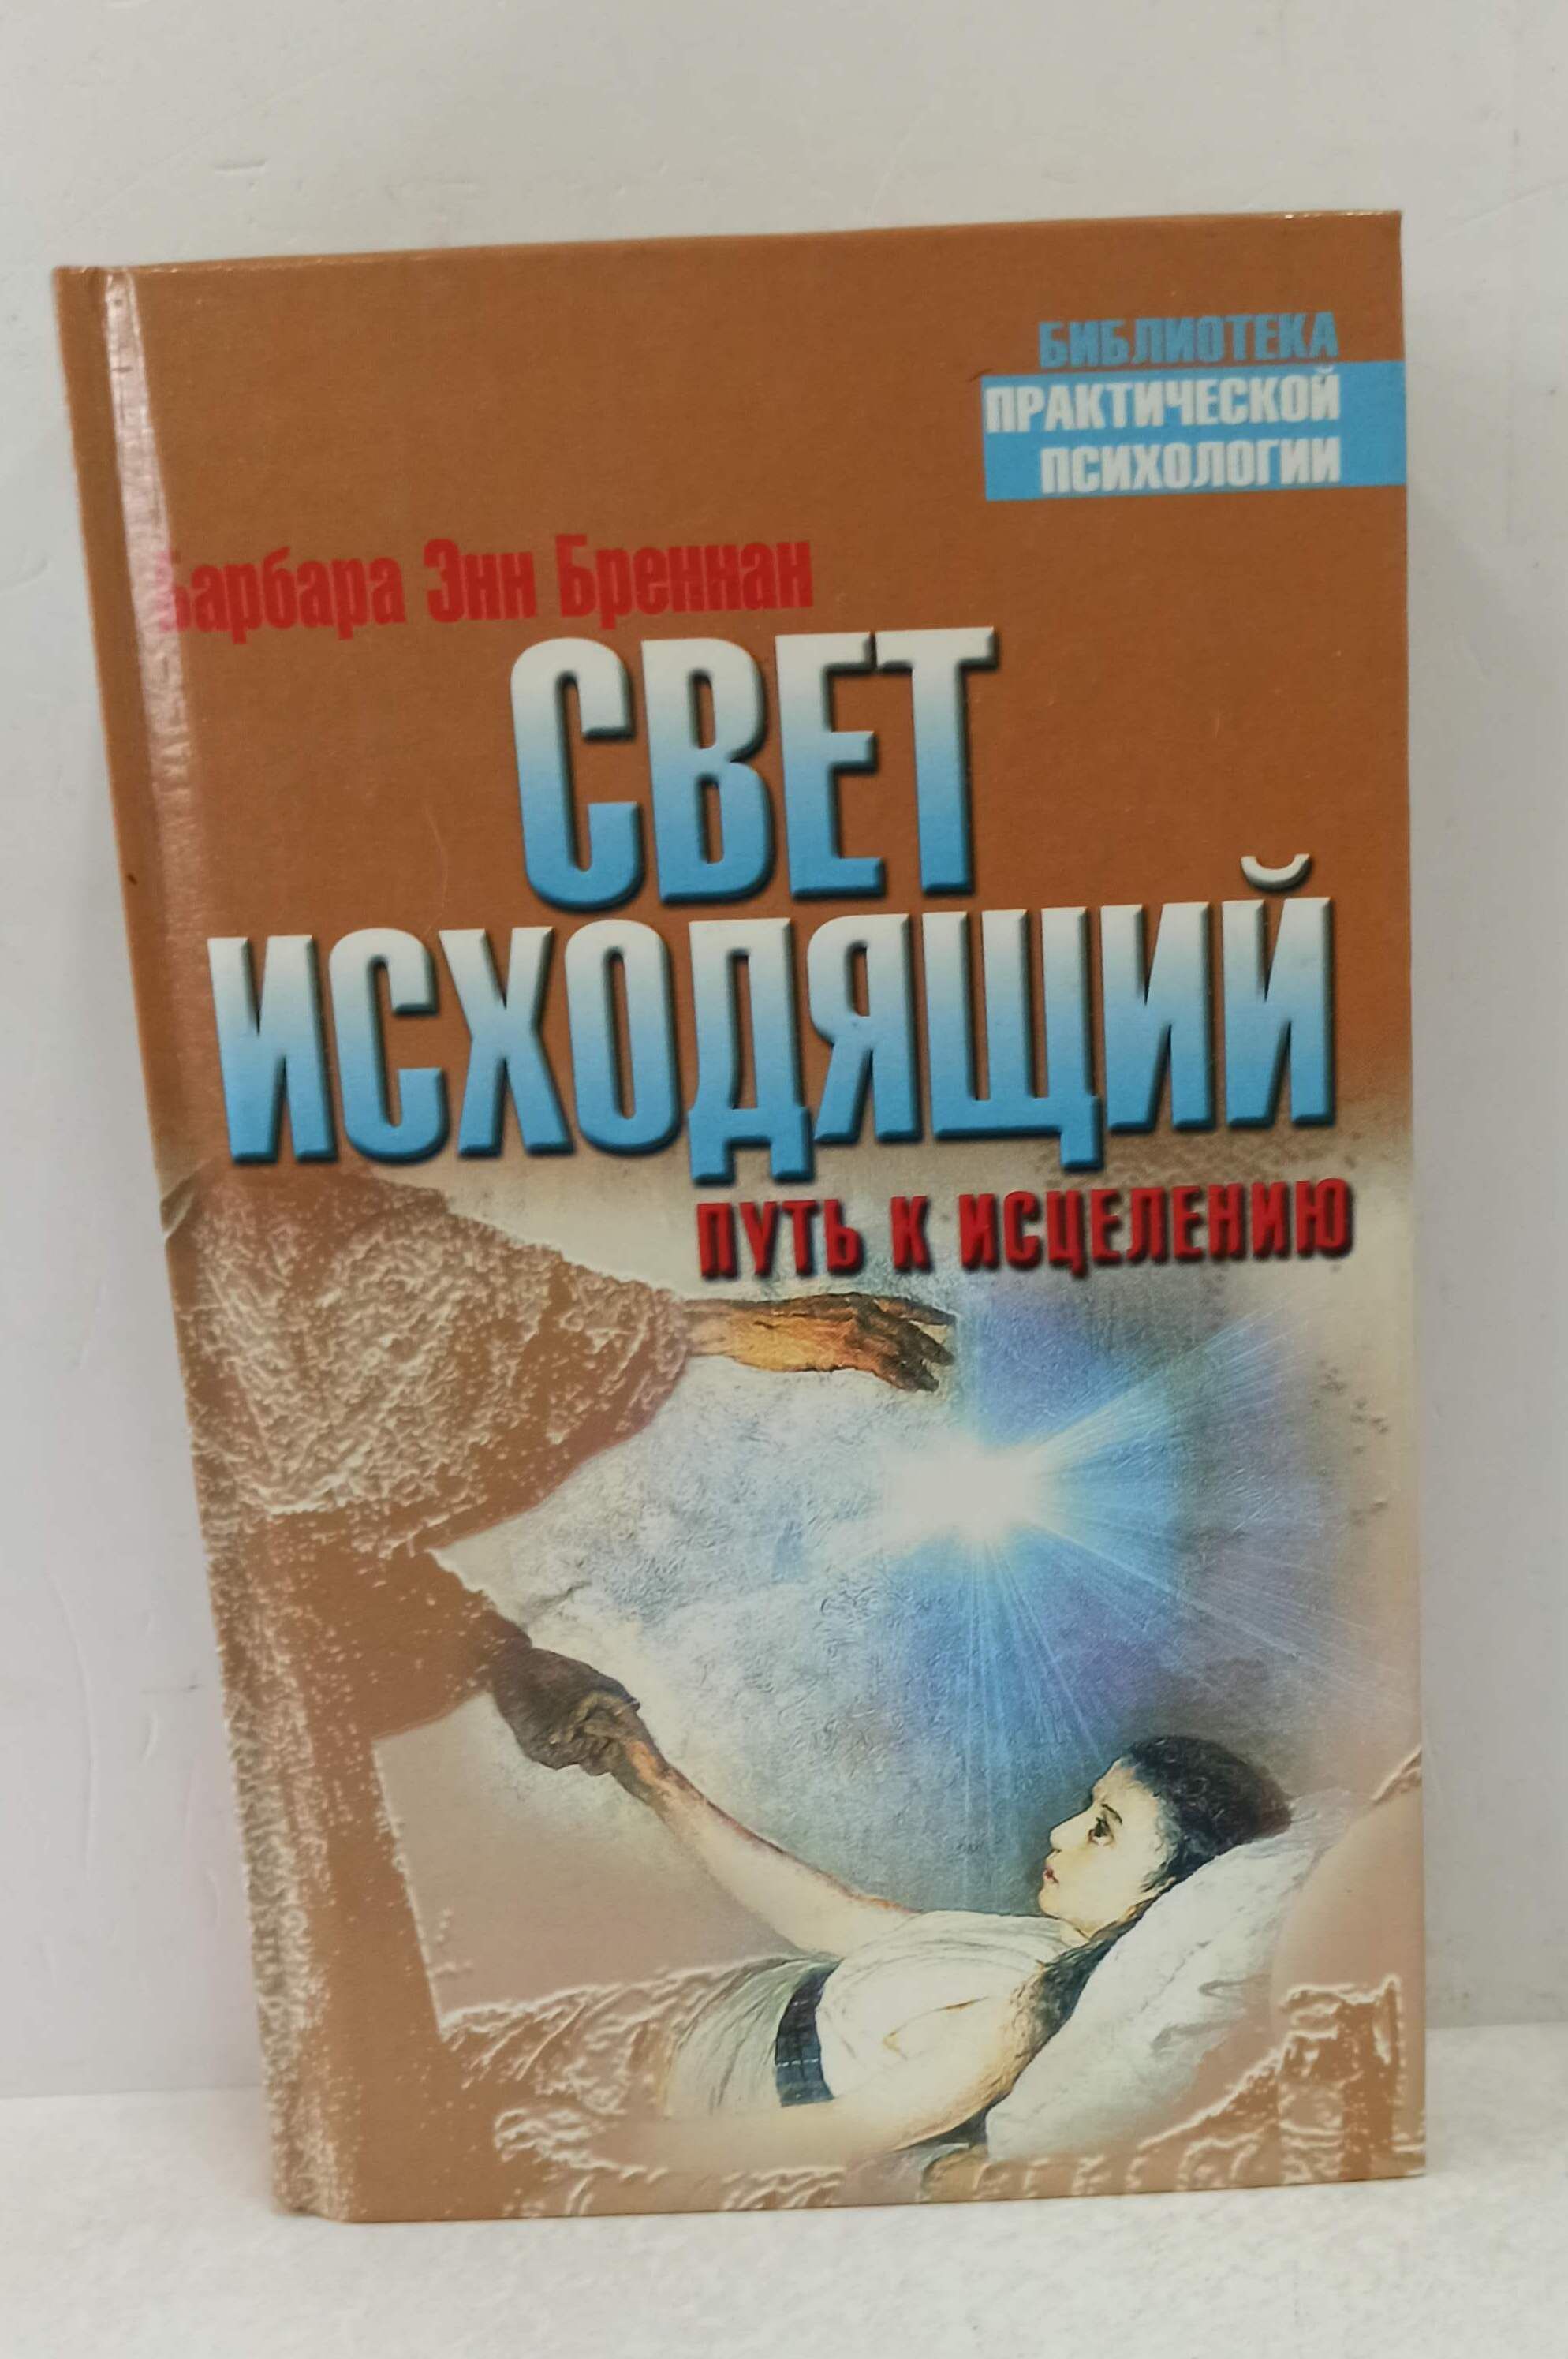 БИБЛИОТЕКА
ПРАКТИЧЕСКОЙ
ПСИХОЛОГИИ
Барбара Энн Бреннан
СВЕТ
ИСХОДЯЩИЙ
ПУТЬ К ИСЦЕЛЕНИЮ